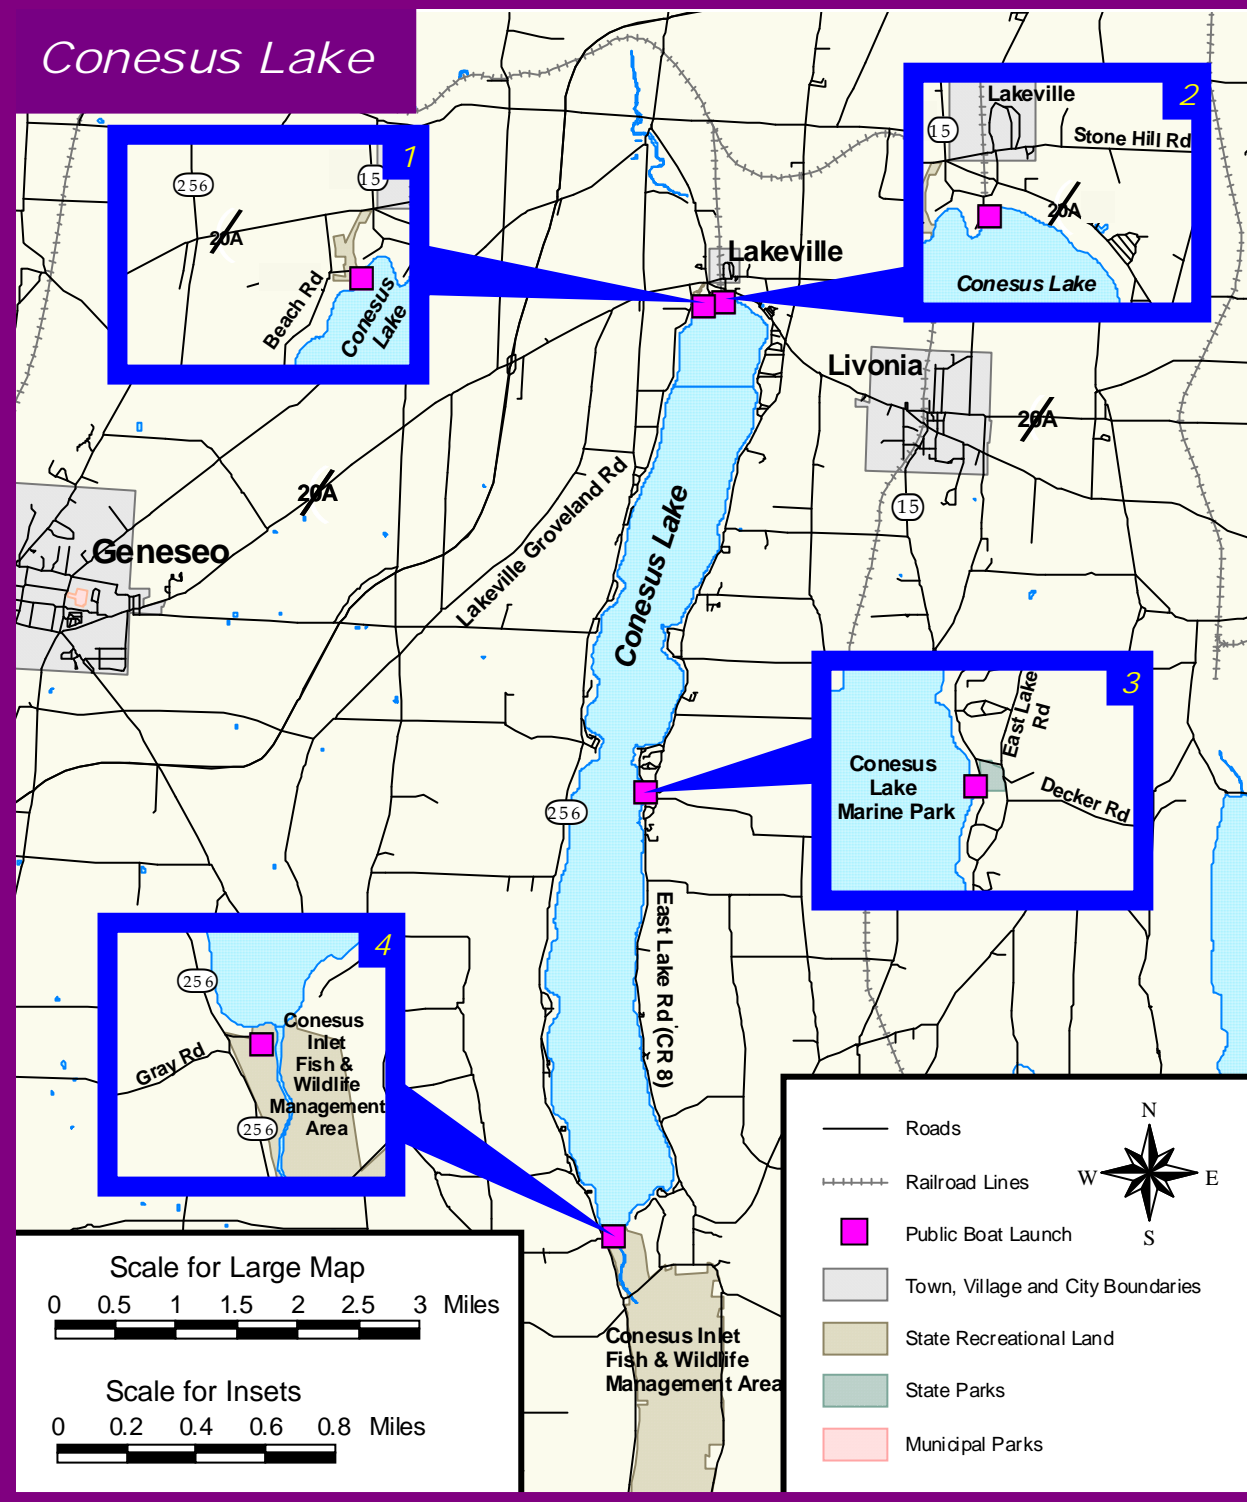 Conesus Lake
1
256
15
20A
Beach Rd
Conesus
Lake
2
Lakeville
15
Stone Hill Rd
20A
Conesus Lake
Lakeville
Livonia
20A
15
20A
Geneseo
Lakeville Groveland Rd
Conesus Lake
256
3
East Lake
Rd
Conesus
Lake
Marine Park
Decker Rd
East Lake Rd (CR 8)
4
256
Conesus
Inlet
Fish &
Wildlife
Management
Area
Gray Rd
256
Conesus Inlet
Fish & Wildlife
Management Area
Scale for Large Map
0 0.5 1 1.5 2 2.5 3 Miles
Scale for Insets
0 0.2 0.4 0.6 0.8 Miles
Roads
Railroad Lines
Public Boat Launch
Town, Village and City Boundaries
State Recreational Land
State Parks
Municipal Parks
N
W E
S